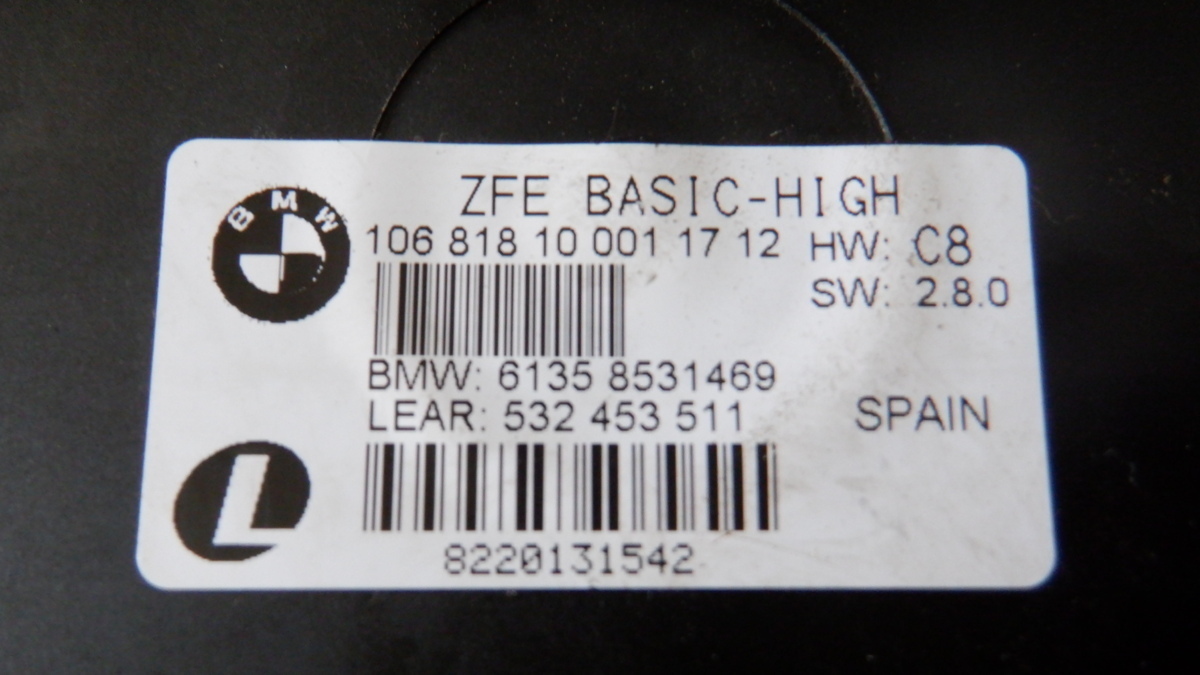 BMW
ZFE BASIC-HIGH
106 818 10 001 17 12 HW: C8
SW: 2.8.0
BMW: 6135 8531469
LEAR: 532 453 511 SPAIN
L
8220131542